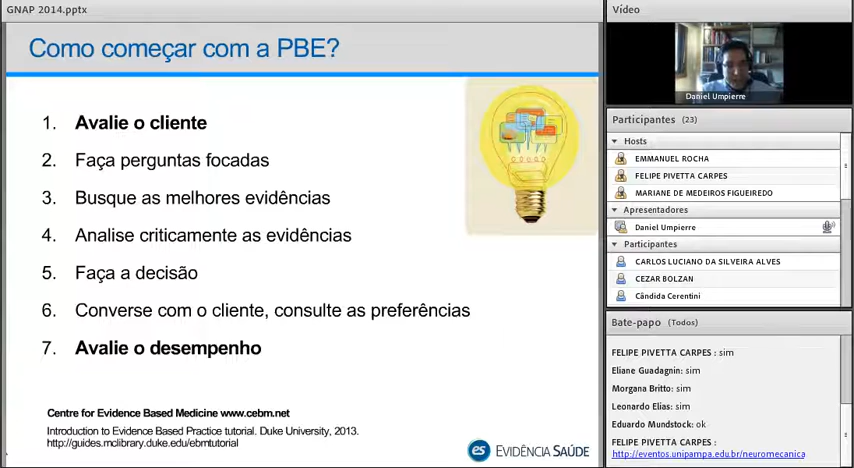 GNAP 2014.pptx
Como começar com a PBE?
1. Avalie o cliente
2. Faça perguntas focadas
3. Busque as melhores evidências
4. Analise criticamente as evidências
5. Faça a decisão
6. Converse com o cliente, consulte as preferências
7. Avalie o desempenho
Centre for Evidence Based Medicine www.cebm.net
Introduction to Evidence Based Practice tutorial. Duke University, 2013.
http://guides.mclibrary.duke.edu/ebmtutorial
es EVIDÊNCIA SAÚDE
Vídeo
Daniel Umpierre
Participantes (23)
Hosts
EMMANUEL ROCHA
FELIPE PIVETTA CARPES
MARIANE DE MEDEIROS FIGUEIREDO
Apresentadores
Daniel Umpierre
Participantes
CARLOS LUCIANO DA SILVEIRA ALVES
CEZAR BOLZAN
Cândida Cerentini
Bate-papo (Todos)
FELIPE PIVETTA CARPES : sim
Eliane Guadagnin: sim
Morgana Britto: sim
Leonardo Elias: sim
Eduardo Mundstock: ok
FELIPE PIVETTA CARPES :
http://eventos.unipampa.edu.br/neuromecanica